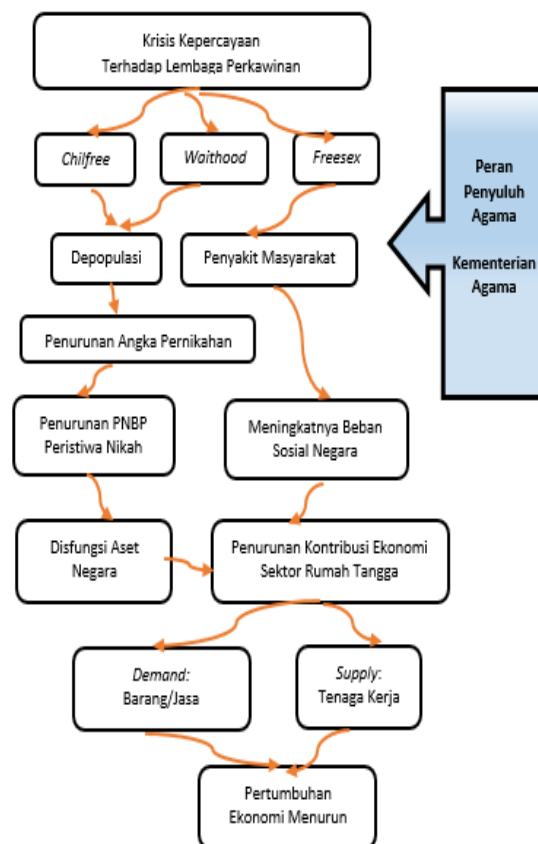 Krisis Kepercayaan
Terhadap Lembaga Perkawinan
Chilfree
Waithood
Freesex
Peran
Penyuluh
Agama
Kementerian
Agama
Depopulasi
Penyakit Masyarakat
Penurunan Angka Pernikahan
Penurunan PNBP
Peristiwa Nikah
Meningkatnya Beban
Sosial Negara
Disfungsi Aset
Negara
Penurunan Kontribusi Ekonomi
Sektor Rumah Tangga
Demand:
Barang/Jasa
Supply:
Tenaga Kerja
Pertumbuhan
Ekonomi Menurun